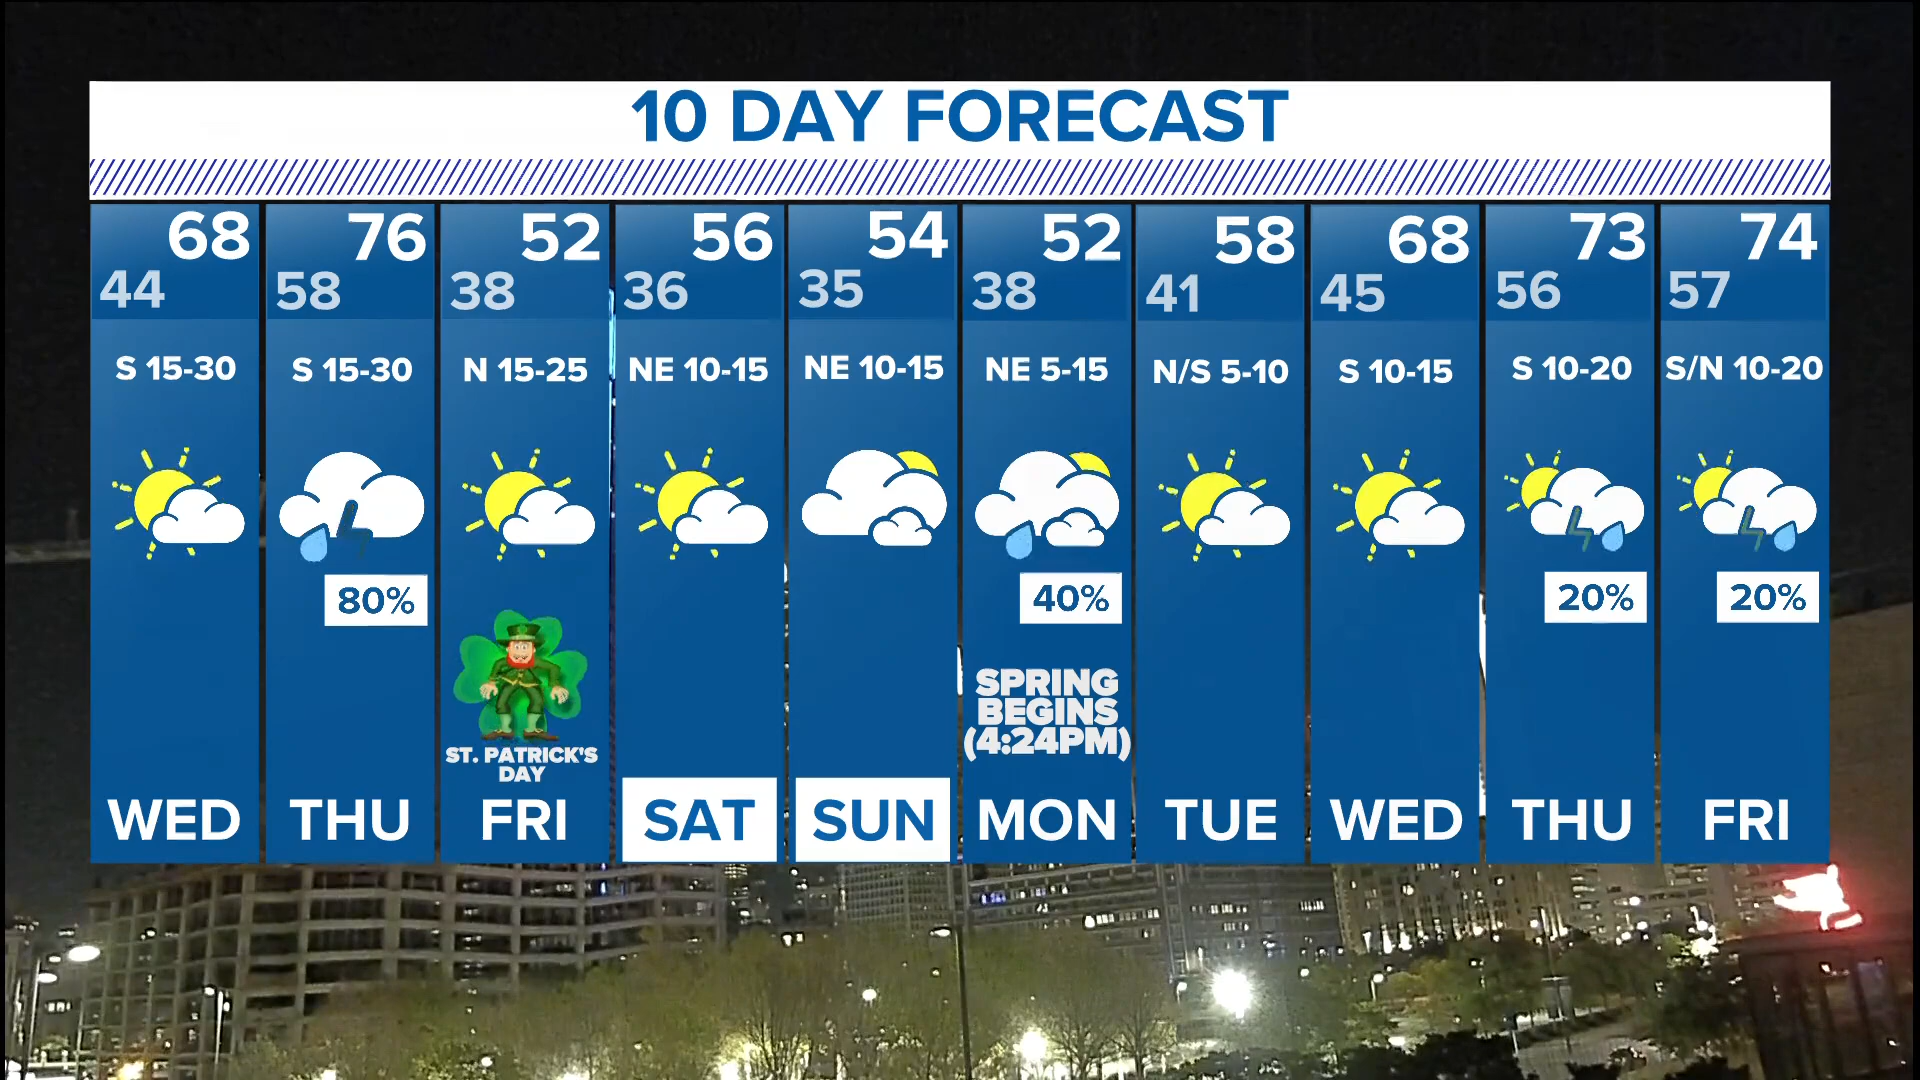 10 DAY FORECAST
68 76 52 56 54 52 58 68 73 74
44 58 38 36 35 38 41 45 56 57
S 15-30 S 15-30 N 15-25 NE 10-15 NE 10-15 NE 5-15 N/S 5-10 S 10-15 S 10-20 S/N 10-20
80% 40% 20% 20%
SPRING
BEGINS
(4:24PM)
ST. PATRICK'S
DAY
WED THU FRI SAT SUN MON TUE WED THU FRI